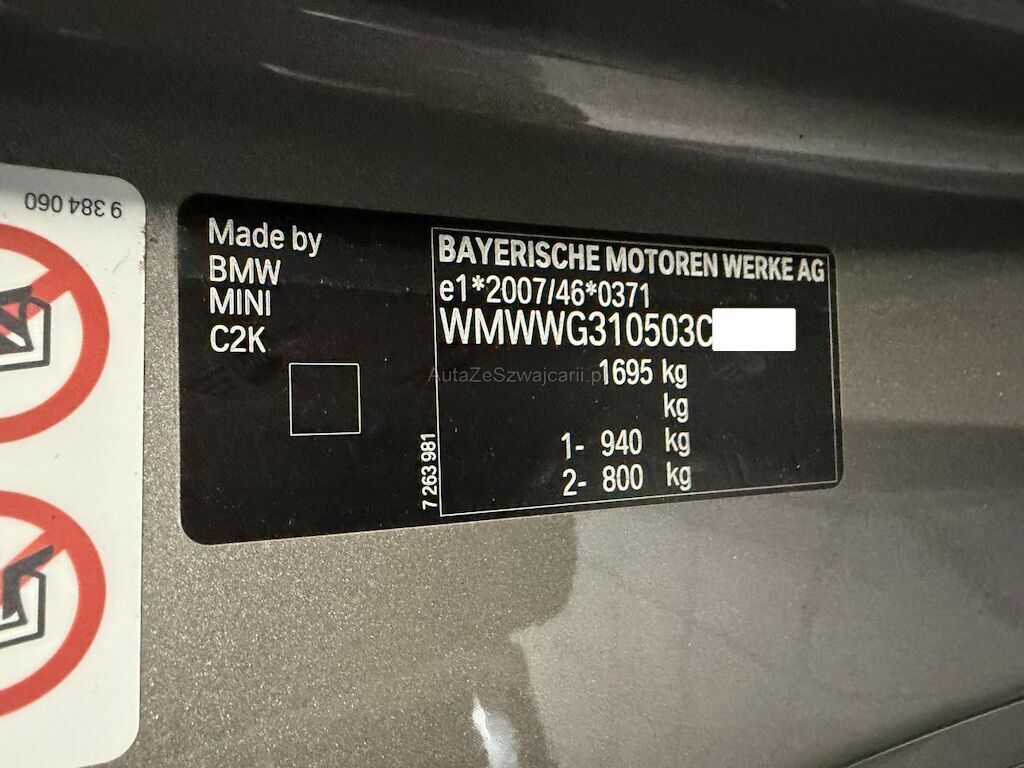 9 384 060
Made by
BMW
MINI
C2K
BAYERISCHE MOTOREN WERKE AG
e1*2007/46*0371
WMWWG310503C
AutaZeSzwajcarii.pl
1695 kg
kg
1- 940 kg
2- 800 kg
7 263 981